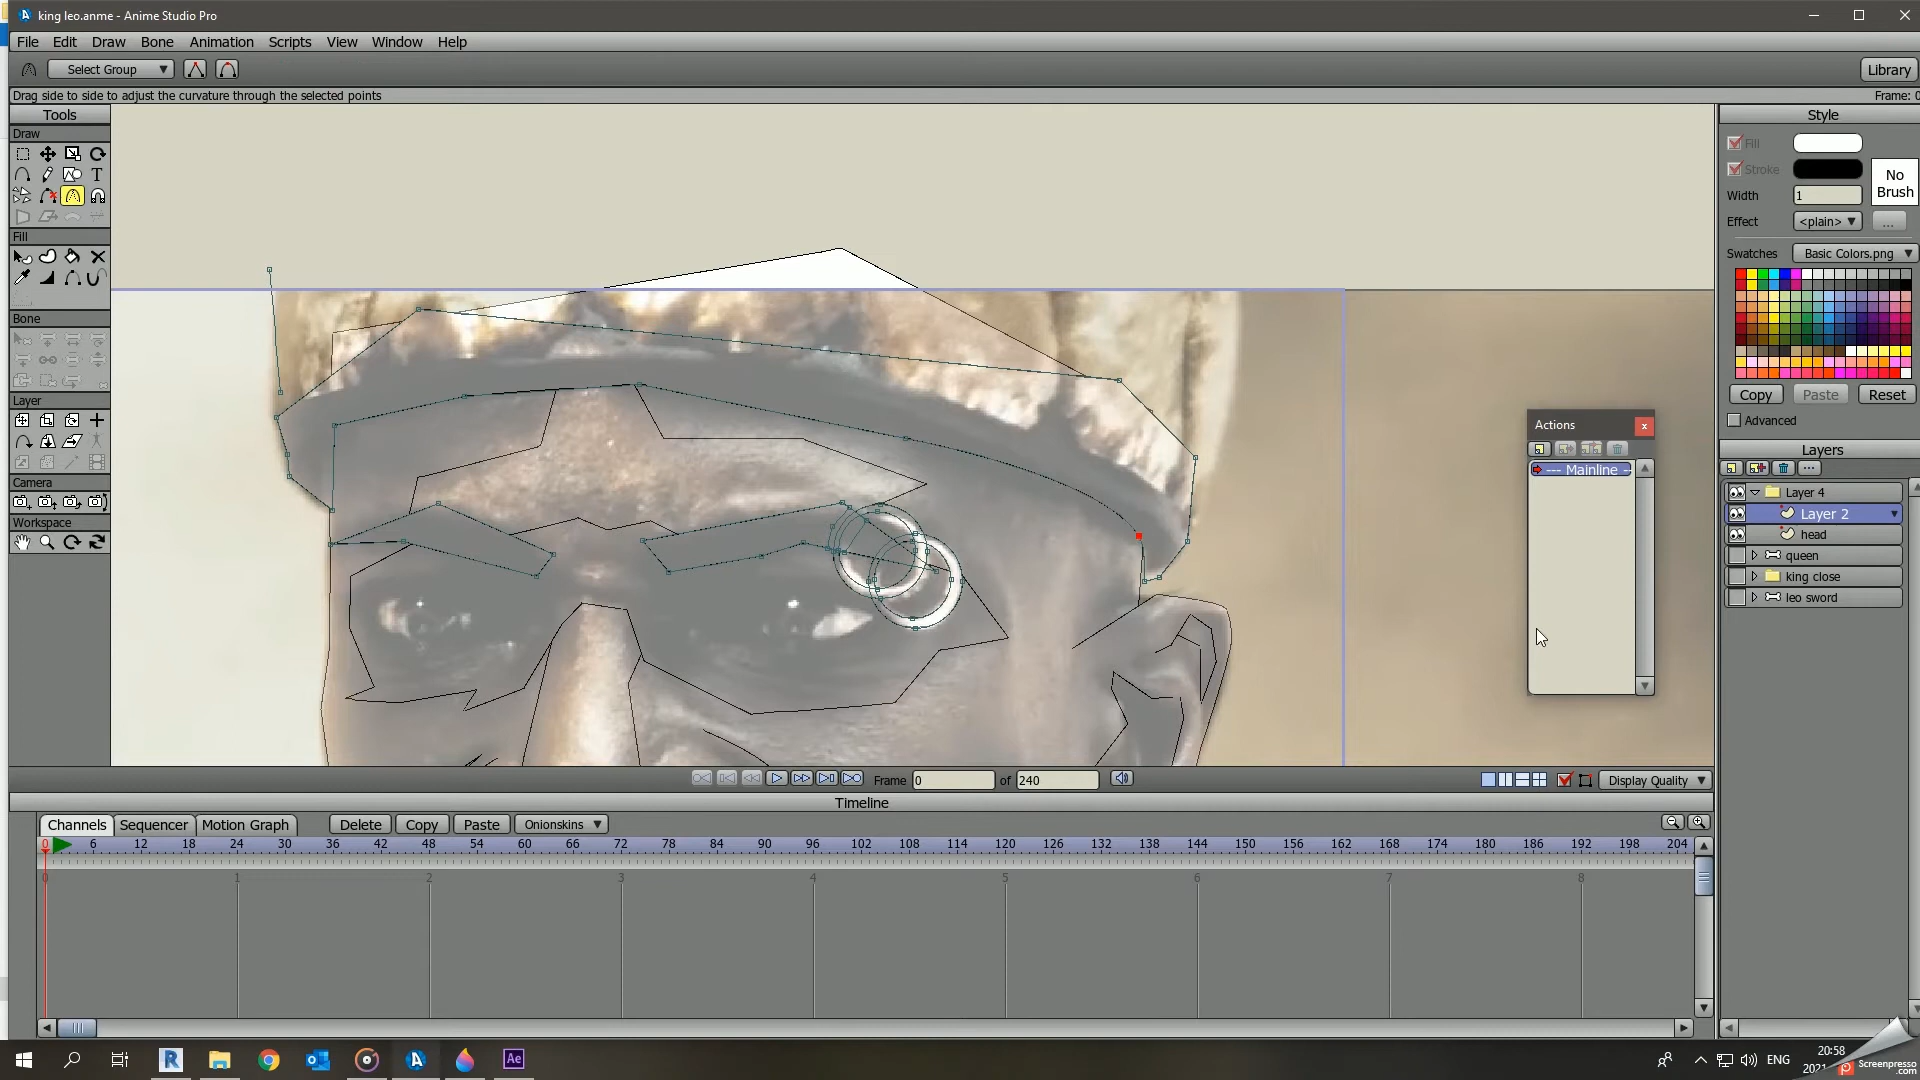 king leo.anme - Anime Studio Pro
File Edit Draw Bone Animation Scripts View Window Help
Select Group
Library
Drag side to side to adjust the curvature through the selected points
Frame: 0
Tools
Draw
T
Fill
Bone
Layer
Camera
Workspace
Style
Fill
Stroke
No Brush
Width 1
Effect <plain> ...
Swatches Basic Colors.png
Copy Paste Reset
Advanced
Actions
--- Mainline --
Layers
Layer 4
Layer 2
head
queen
king close
leo sword
Frame 0 of 240
Display Quality
Timeline
Channels Sequencer Motion Graph Delete Copy Paste Onionskins
0 6 12 18 24 30 36 42 48 54 60 66 72 78 84 90 96 102 108 114 120 126 132 138 144 150 156 162 168 174 180 186 192 198 204
0 1 2 3 4 5 6 7 8
R Ae ENG
20:58
2021
Screenpresso
.com